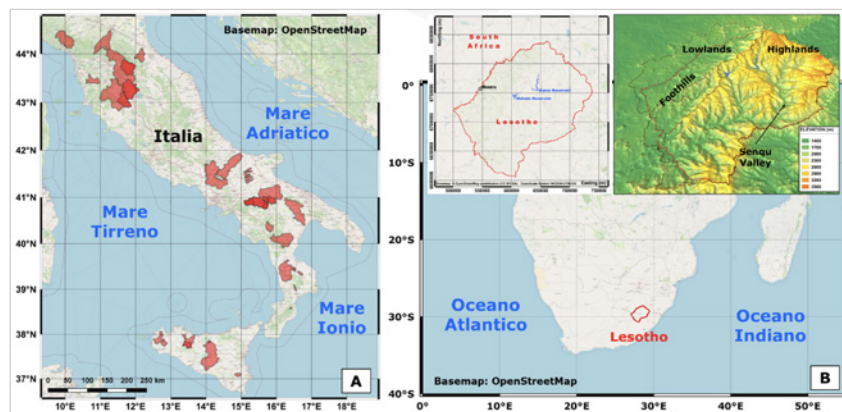 Basemap: OpenStreetMap
44°N
43°N
42°N
41°N
40°N
39°N
38°N
37°N
Italia
Mare
Adriatico
Mare
Tirreno
Mare
Ionio
0 50 100 150 200 250 km
A
10°E 11°E 12°E 13°E 14°E 15°E 16°E 17°E 18°E
South
Africa
Maseru
Lesotho
Easting [m]
Lowlands
Highlands
Foothills
Senqu
Valley
ELEVATION (m)
0°
10°S
20°S
30°S
40°S
Oceano
Atlantico
Lesotho
Oceano
Indiano
Basemap: OpenStreetMap
B
0° 10°E 20°E 30°E 40°E 50°E